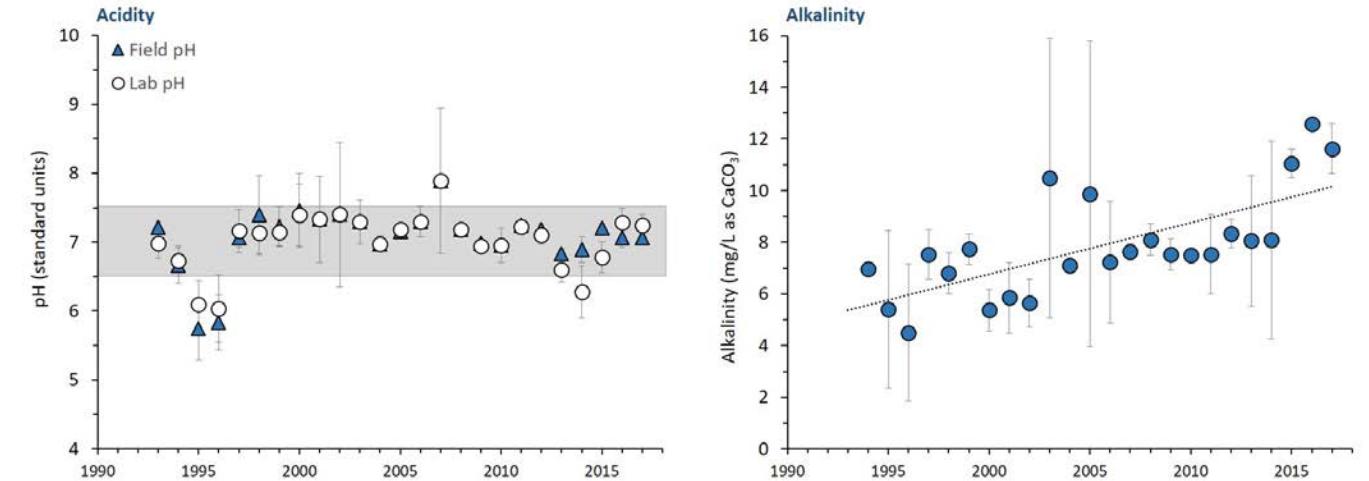 Acidity
10
9
8
7
6
5
4
pH (standard units)
Field pH
Lab pH
1990 1995 2000 2005 2010 2015
Alkalinity
16
14
12
10
8
6
4
2
0
Alkalinity (mg/L as CaCO₃)
1990 1995 2000 2005 2010 2015